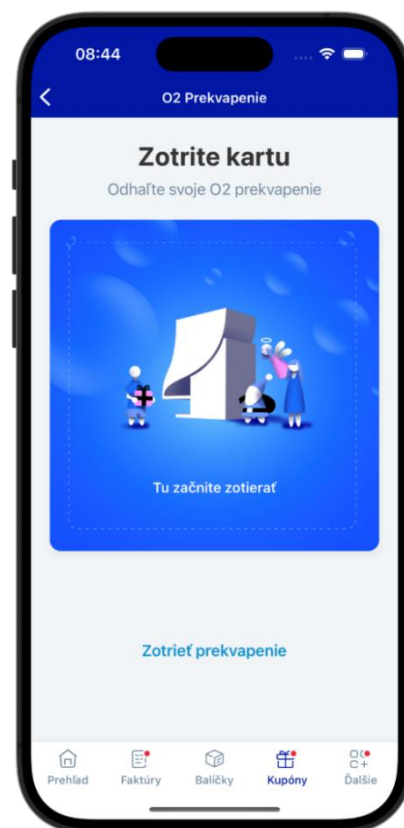 08:44
O2 Prekvapenie
Zotrite kartu
Odhaľte svoje O2 prekvapenie
Tu začnite zotierať
Zotrieť prekvapenie
Prehľad Faktúry Balíčky Kupóny Ďalšie